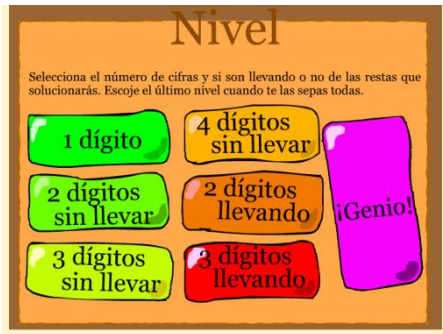 Nivel
Selecciona el número de cifras y si son llevando o no de las restas que
solucionarás. Escoje el último nivel cuando te las sepas todas.
1 dígito
2 dígitos
sin llevar
3 dígitos
sin llevar
4 dígitos
sin llevar
2 dígitos
llevando
3 dígitos
llevando
¡Genio!